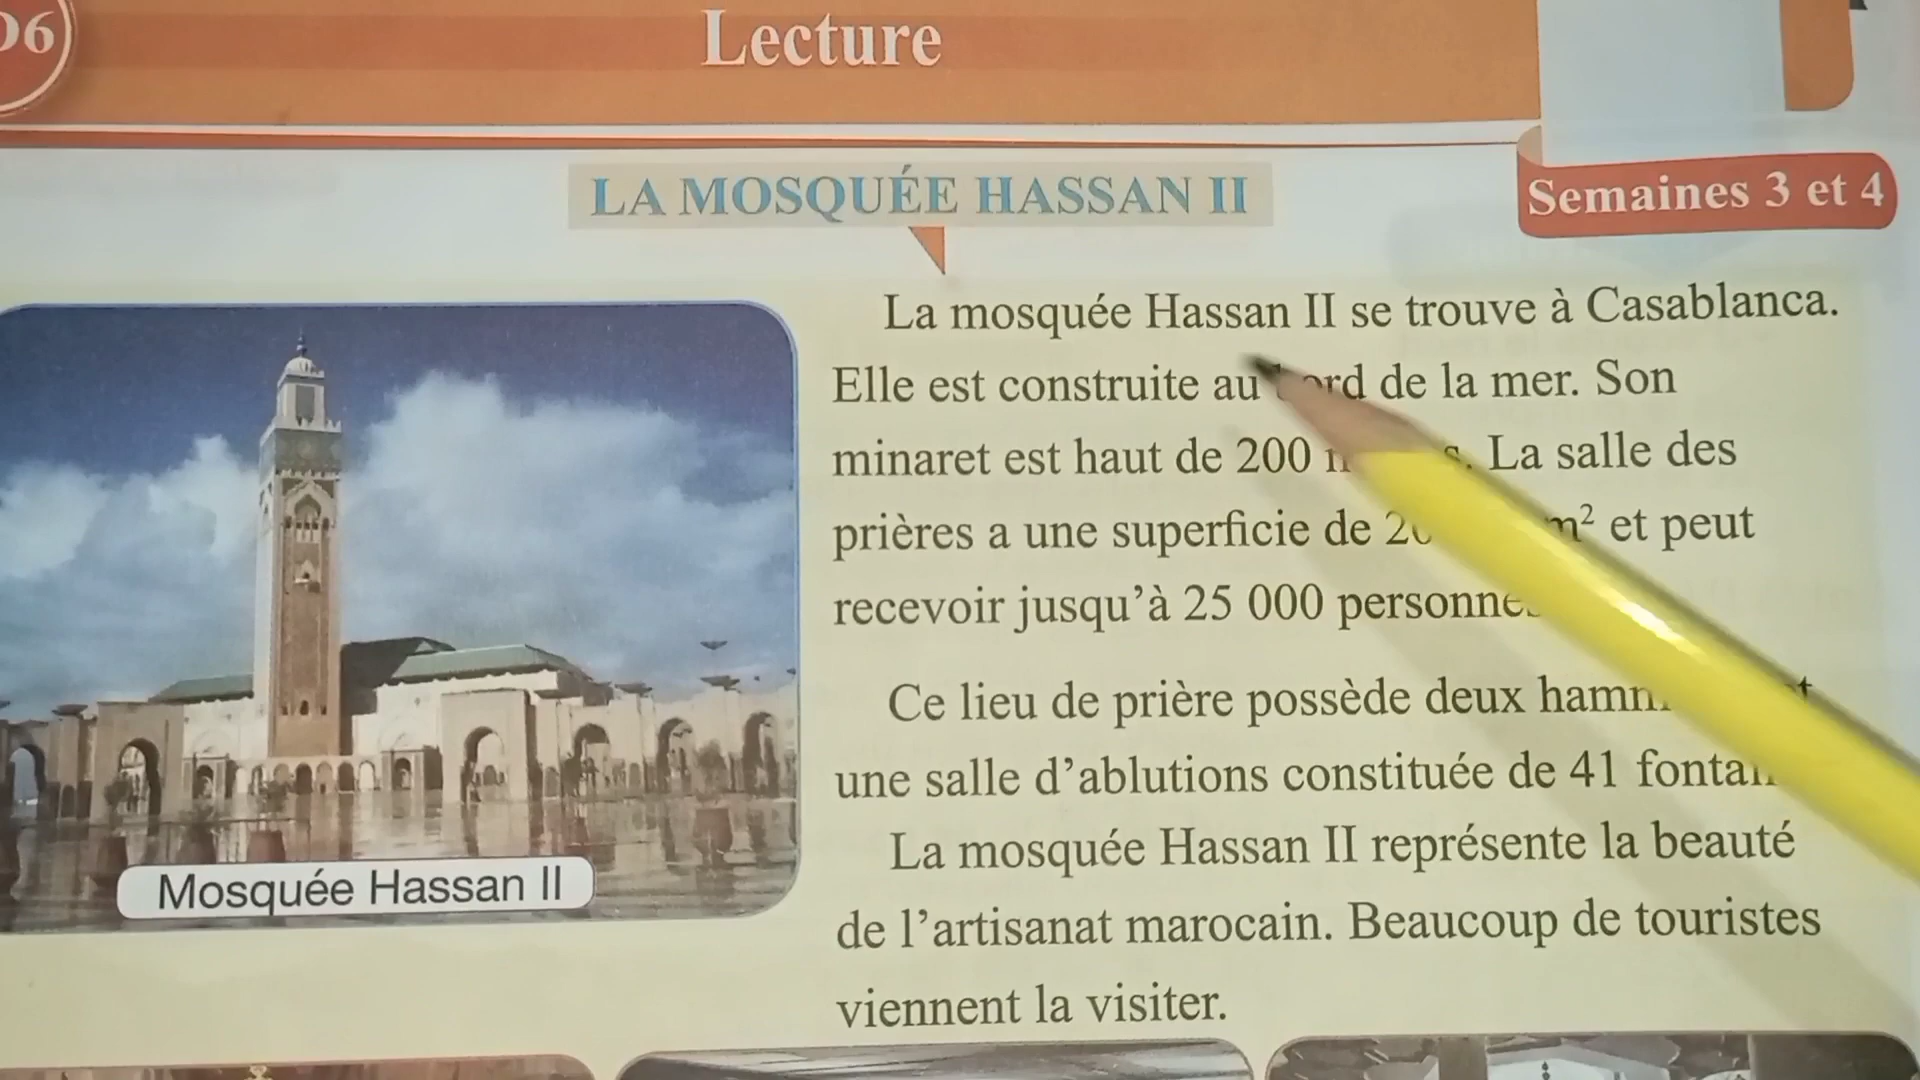 Lecture
LA MOSQUÉE HASSAN II
Semaines 3 et 4
La mosquée Hassan II se trouve à Casablanca.
Elle est construite au bord de la mer. Son
minaret est haut de 200 La salle des
prières a une superficie de m² et peut
recevoir jusqu'à 25 000 personnes
Ce lieu de prière possède deux
une salle d'ablutions constituée de 41
La mosquée Hassan II représente la beauté
de l'artisanat marocain. Beaucoup de touristes
viennent la visiter.
Mosquée Hassan II